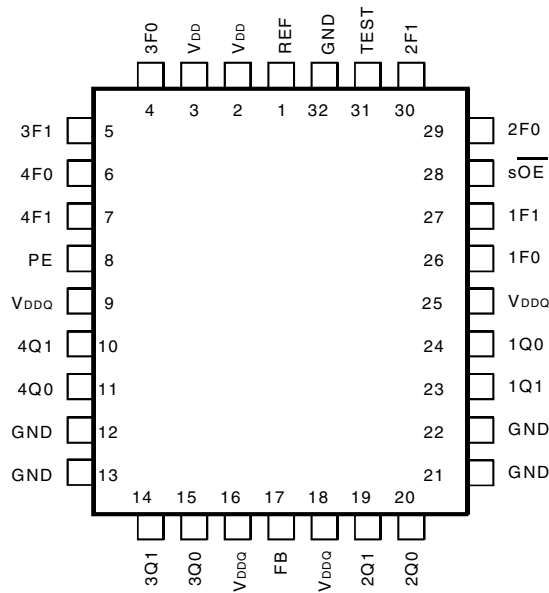 3F0 VDD VDD REF GND TEST 2F1
4 3 2 1 32 31 30
3F1 5 29 2F0
4F0 6 28 sOE
4F1 7 27 1F1
PE 8 26 1F0
VDDQ 9 25 VDDQ
4Q1 10 24 1Q0
4Q0 11 23 1Q1
GND 12 22 GND
GND 13 21 GND
14 15 16 17 18 19 20
3Q1 3Q0 VDDQ FB VDDQ 2Q1 2Q0